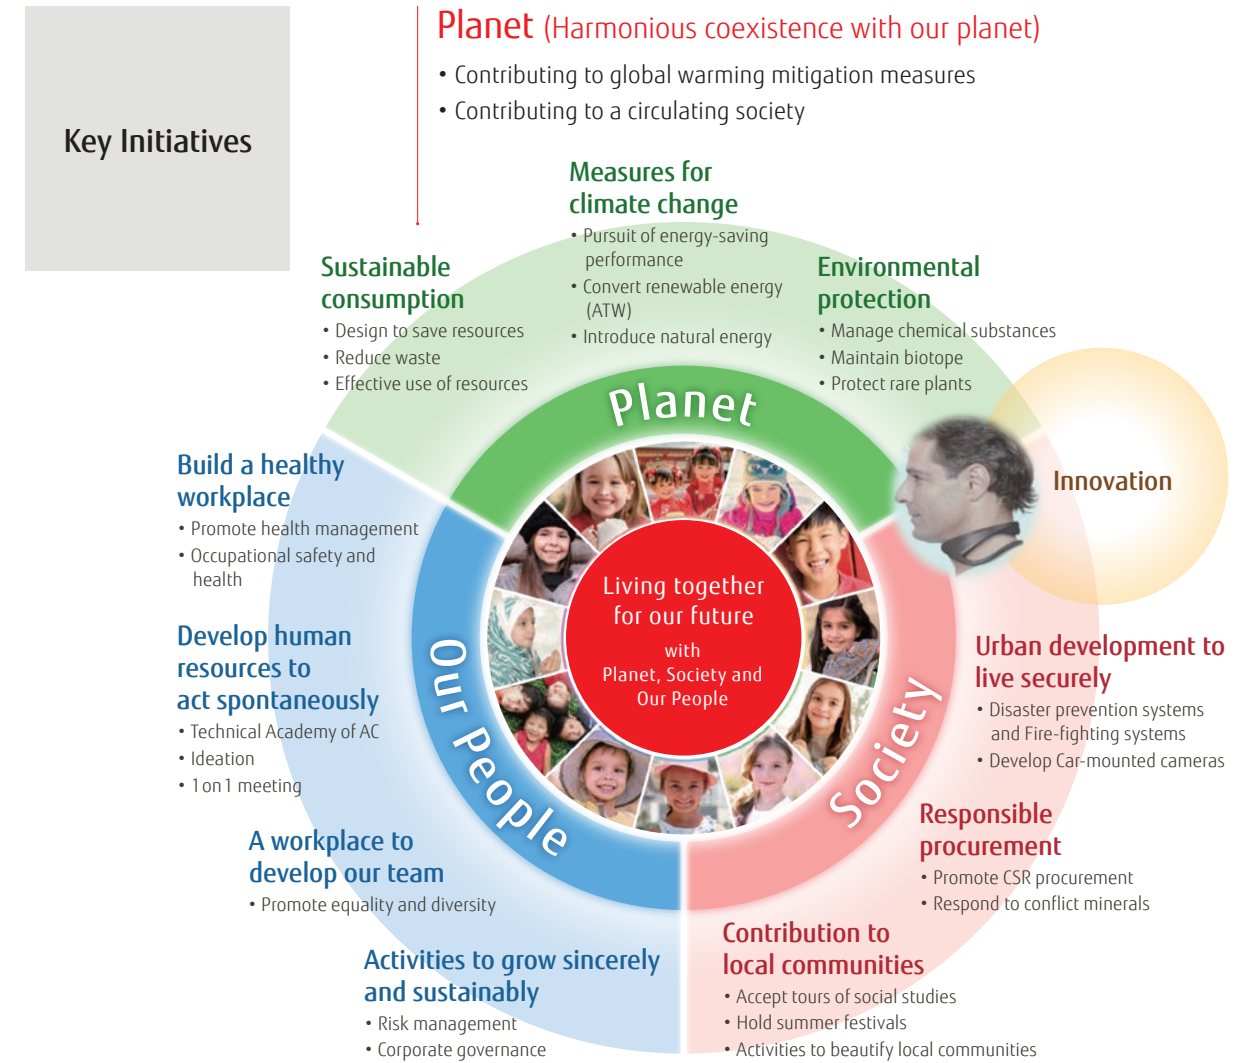 Key Initiatives
Planet (Harmonious coexistence with our planet)
• Contributing to global warming mitigation measures
• Contributing to a circulating society
Measures for
climate change
• Pursuit of energy-saving
performance
• Convert renewable energy
(ATW)
• Introduce natural energy
Sustainable
consumption
• Design to save resources
• Reduce waste
• Effective use of resources
Environmental
protection
• Manage chemical substances
• Maintain biotope
• Protect rare plants
Planet
Innovation
Build a healthy
workplace
• Promote health management
• Occupational safety and
health
Living together
for our future
with
Planet, Society and
Our People
Develop human
resources to
act spontaneously
• Technical Academy of AC
• Ideation
• 1on1 meeting
Our People
Society
Urban development to
live securely
• Disaster prevention systems
and Fire-fighting systems
• Develop Car-mounted cameras
Responsible
procurement
• Promote CSR procurement
• Respond to conflict minerals
A workplace to
develop our team
• Promote equality and diversity
Activities to grow sincerely
and sustainably
• Risk management
• Corporate governance
Contribution to
local communities
• Accept tours of social studies
• Hold summer festivals
• Activities to beautify local communities